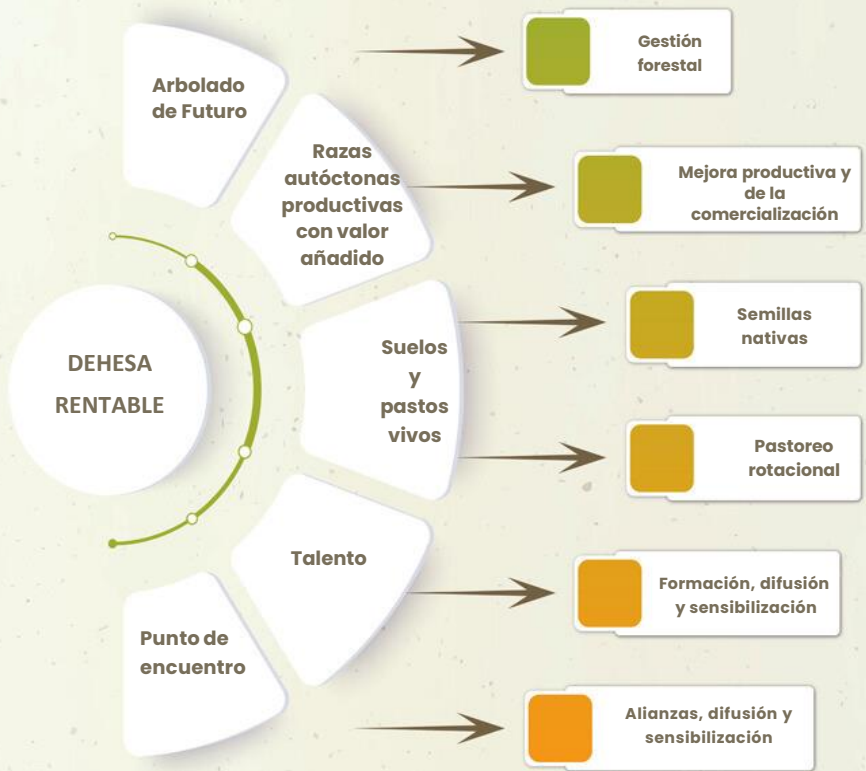 Arbolado
de Futuro
Gestión
forestal
Razas
autóctonas
productivas
con valor
añadido
Mejora productiva y
de la
comercialización
DEHESA
RENTABLE
Suelos
y
pastos
vivos
Semillas
nativas
Pastoreo
rotacional
Talento
Formación, difusión
y sensibilización
Punto de
encuentro
Alianzas, difusión y
sensibilización